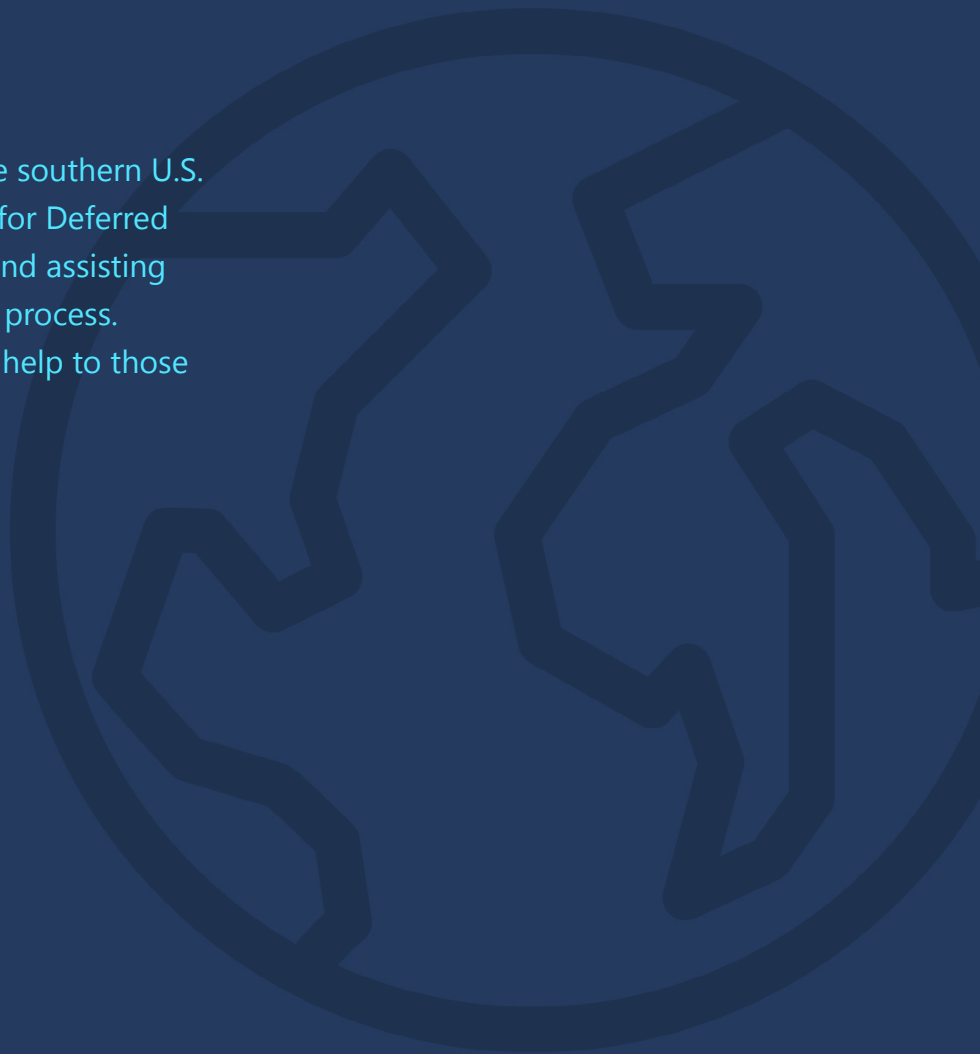 e southern U.S.
for Deferred
nd assisting
process.
help to those